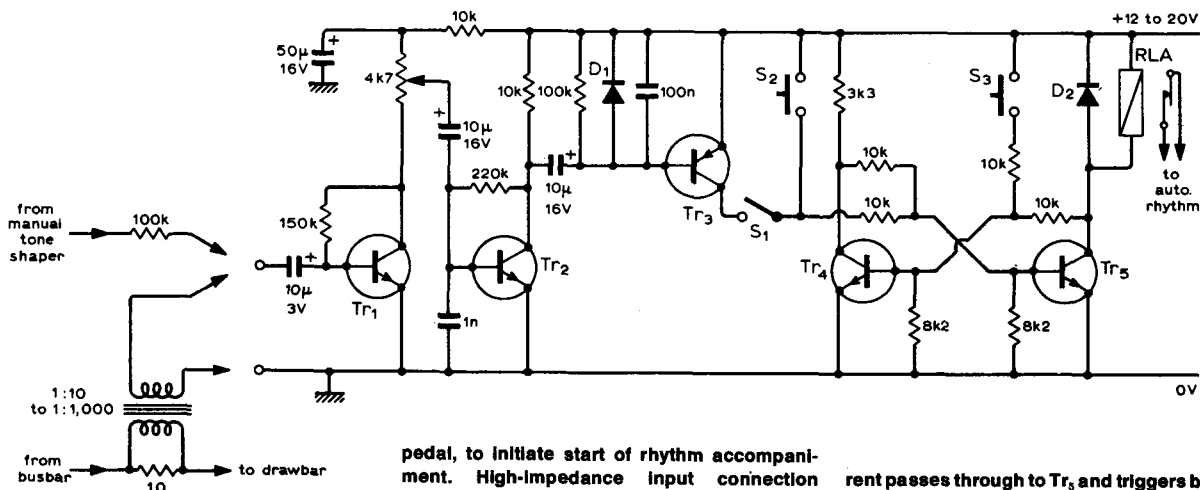 +12 to 20V
10k
50µ
16V
4k7
10k
100k
D1
100n
S2
3k3
S3
D2
RLA
10µ
16V
220k
10k
10k
to
auto.
rhythm
from
manual
tone
shaper
100k
150k
10µ
16V
Tr3
S1
10k
10k
10µ
3V
Tr1
Tr2
Tr4
Tr5
1n
8k2
8k2
0V
1:10
to 1:1,000
from
busbar
10
to drawbar
pedal, to initiate start of rhythm accompani-
ment. High-impedance input connection
rent passes through to Tr5 and triggers b